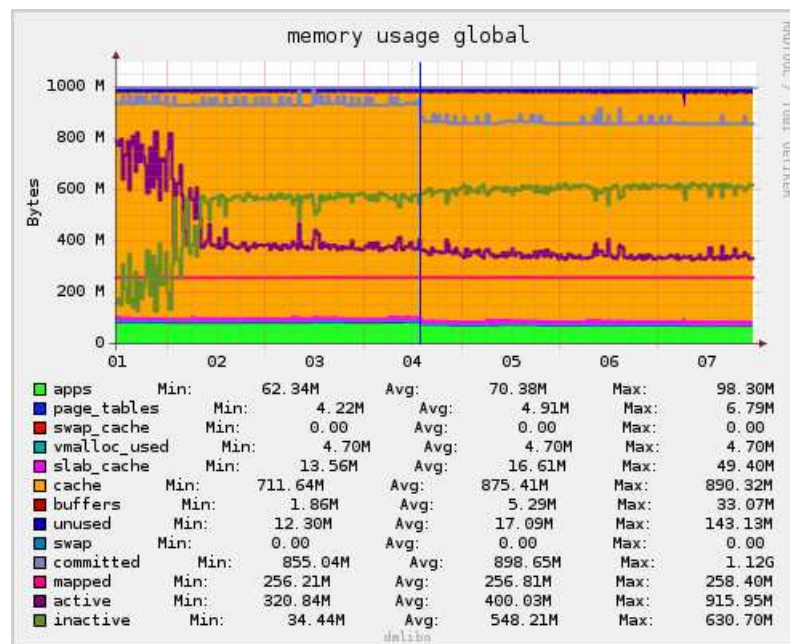 memory usage global
RRDTOOL / TOBI OETIKER
Bytes
1000 M
800 M
600 M
400 M
200 M
0
01 02 03 04 05 06 07
apps Min: 62.34M Avg: 70.38M Max: 98.30M
page_tables Min: 4.22M Avg: 4.91M Max: 6.79M
swap_cache Min: 0.00 Avg: 0.00 Max: 0.00
vmalloc_used Min: 4.70M Avg: 4.70M Max: 4.70M
slab_cache Min: 13.56M Avg: 16.61M Max: 49.40M
cache Min: 711.64M Avg: 875.41M Max: 890.32M
buffers Min: 1.86M Avg: 5.29M Max: 33.07M
unused Min: 12.30M Avg: 17.09M Max: 143.13M
swap Min: 0.00 Avg: 0.00 Max: 0.00
committed Min: 855.04M Avg: 898.65M Max: 1.12G
mapped Min: 256.21M Avg: 256.81M Max: 258.40M
active Min: 320.84M Avg: 400.03M Max: 915.95M
inactive Min: 34.44M Avg: 548.21M Max: 630.70M